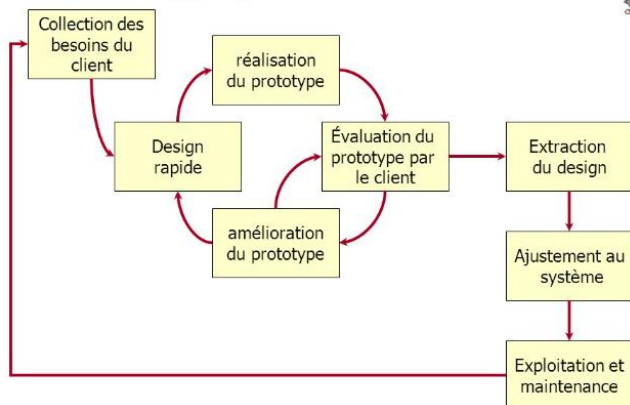 Collection des
besoins du
client
réalisation
du prototype
Design
rapide
Évaluation du
prototype par
le client
Extraction
du design
amélioration
du prototype
Ajustement au
système
Exploitation et
maintenance